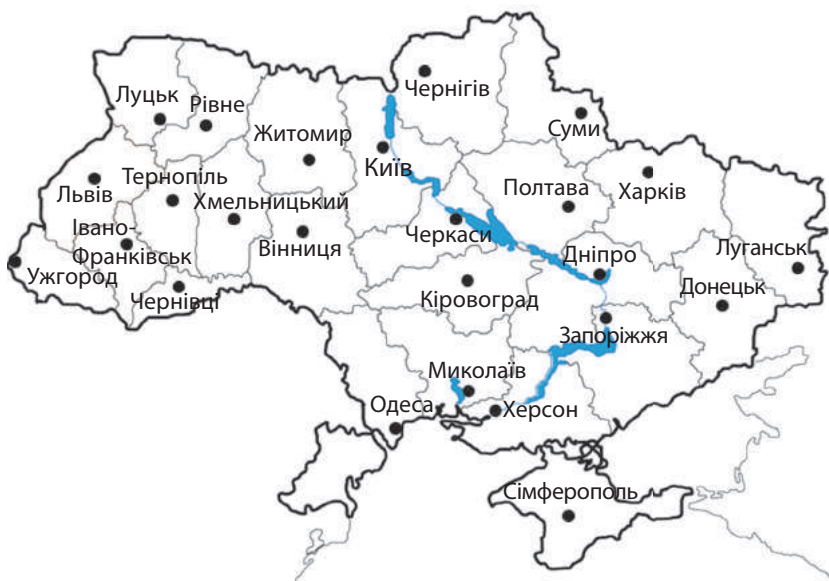 Чернігів
Луцьк
Рівне
Суми
Житомир
Київ
Тернопіль
Львів
Харків
Полтава
Хмельницький
Івано-
Франківськ
Черкаси
Вінниця
Ужгород
Дніпро
Луганськ
Чернівці
Кіровоград
Донецьк
Запоріжжя
Миколаїв
Одеса
Херсон
Сімферополь